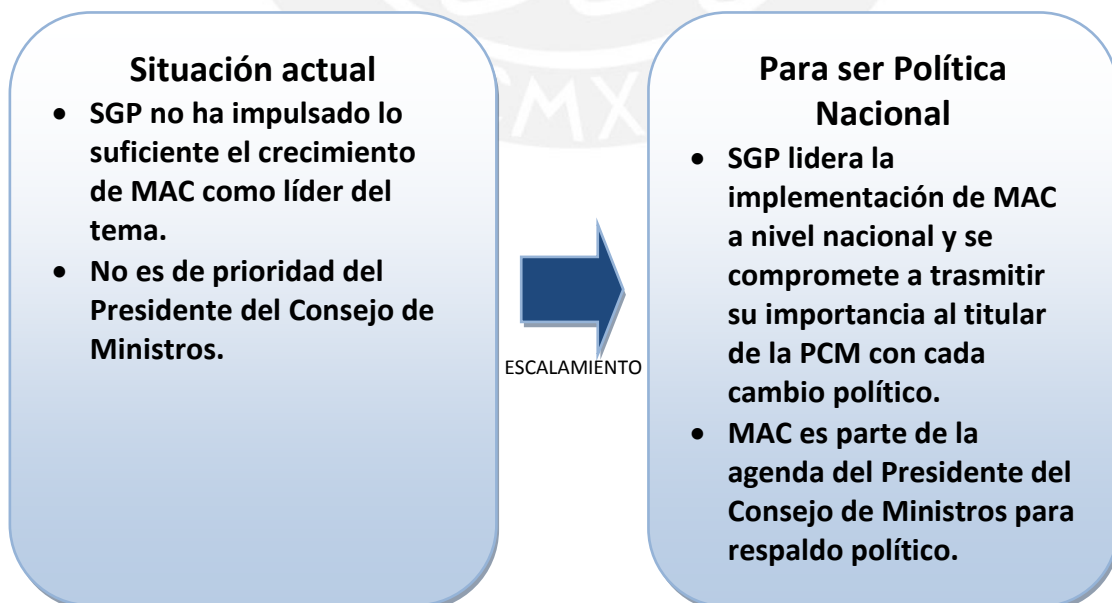 Situación actual
• SGP no ha impulsado lo
suficiente el crecimiento
de MAC como líder del
tema.
• No es de prioridad del
Presidente del Consejo de
Ministros.
ESCALAMIENTO
Para ser Política
Nacional
• SGP lidera la
implementación de MAC
a nivel nacional y se
compromete a trasmitir
su importancia al titular
de la PCM con cada
cambio político.
• MAC es parte de la
agenda del Presidente del
Consejo de Ministros para
respaldo político.